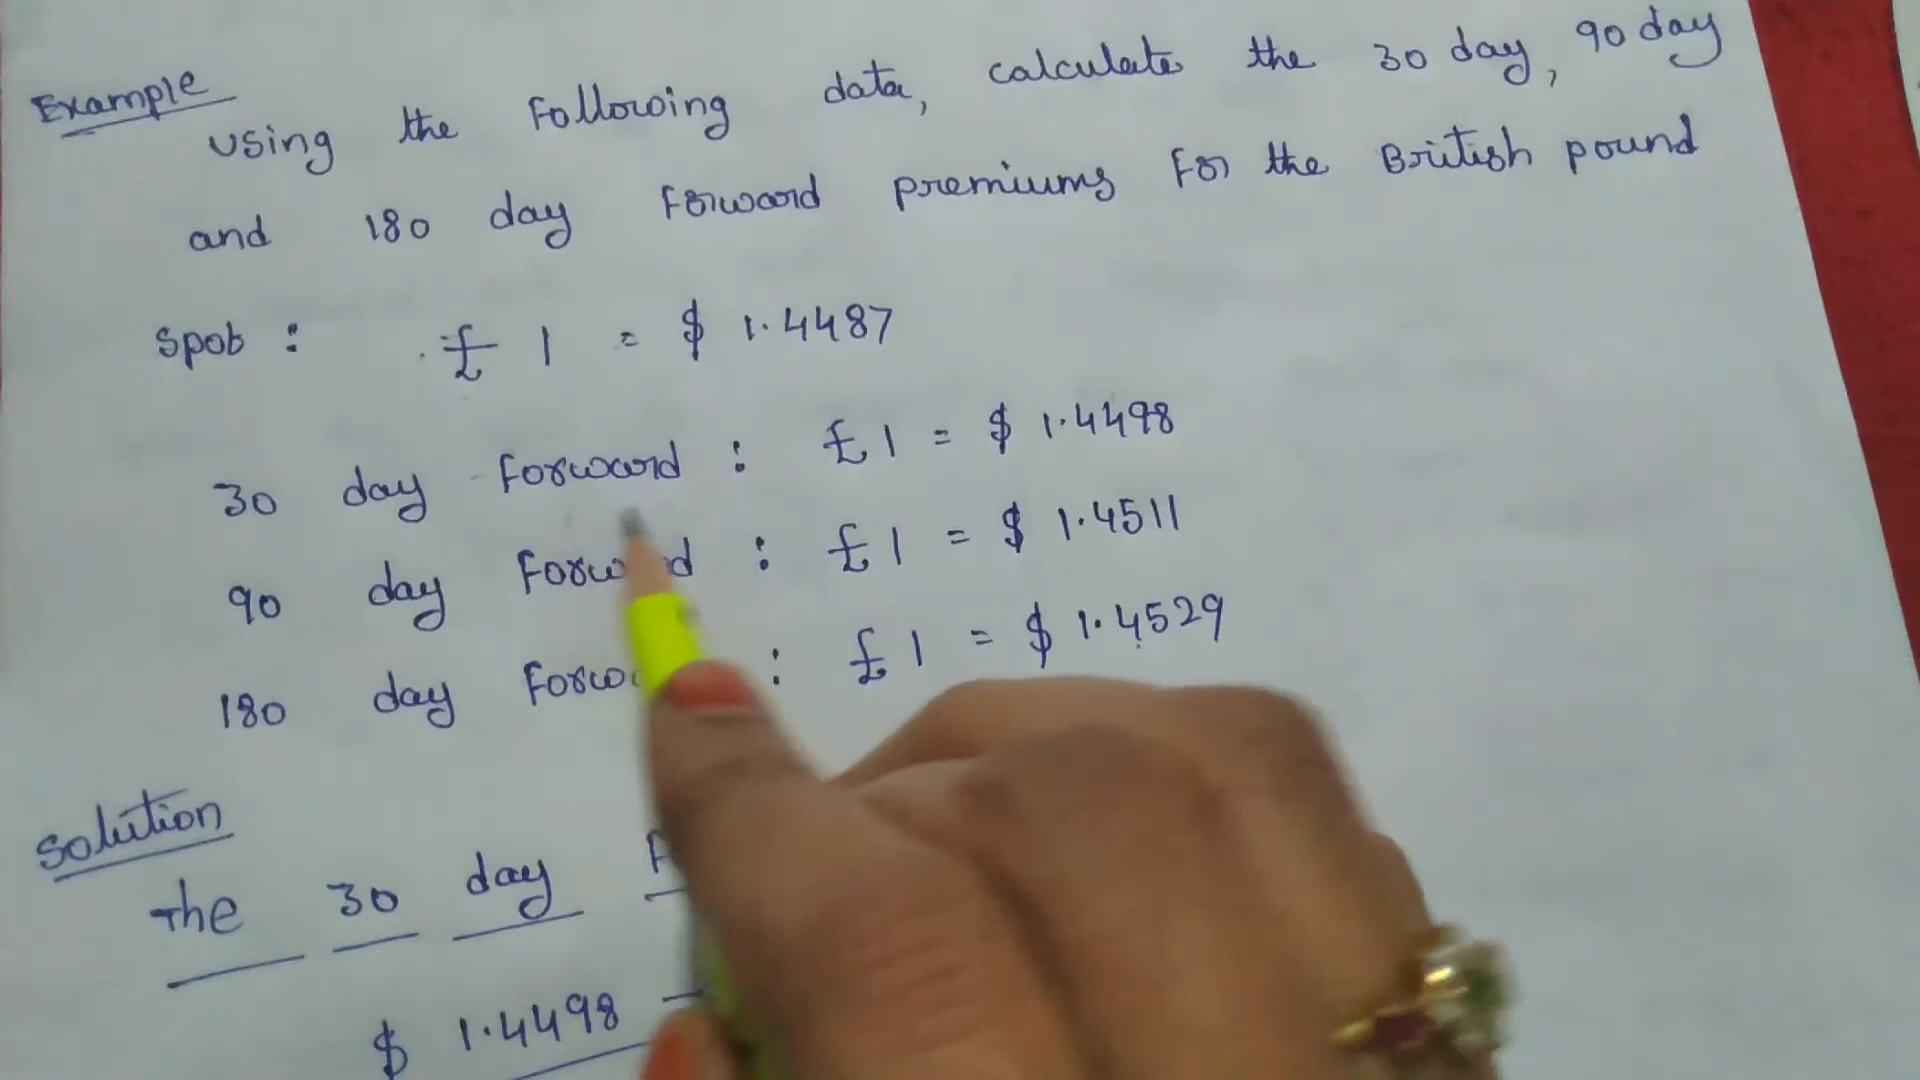 Example
using the following data, calculate the 30 day, 90 day
and 180 day forward premiums for the British pound
Spot : £ 1 = $ 1.4487
30 day forward : £1 = $ 1.4498
90 day : £1 = $ 1.4511
180 day : £1 = $ 1.4529
Solution
The 30 day
$ 1.4498 -